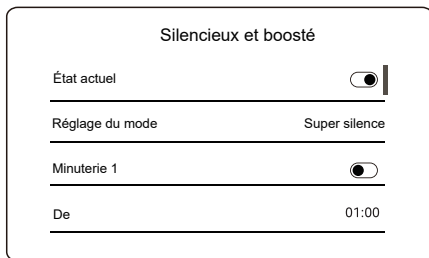 Silencieux et boosté
État actuel
Réglage du mode Super silence
Minuterie 1
De 01:00